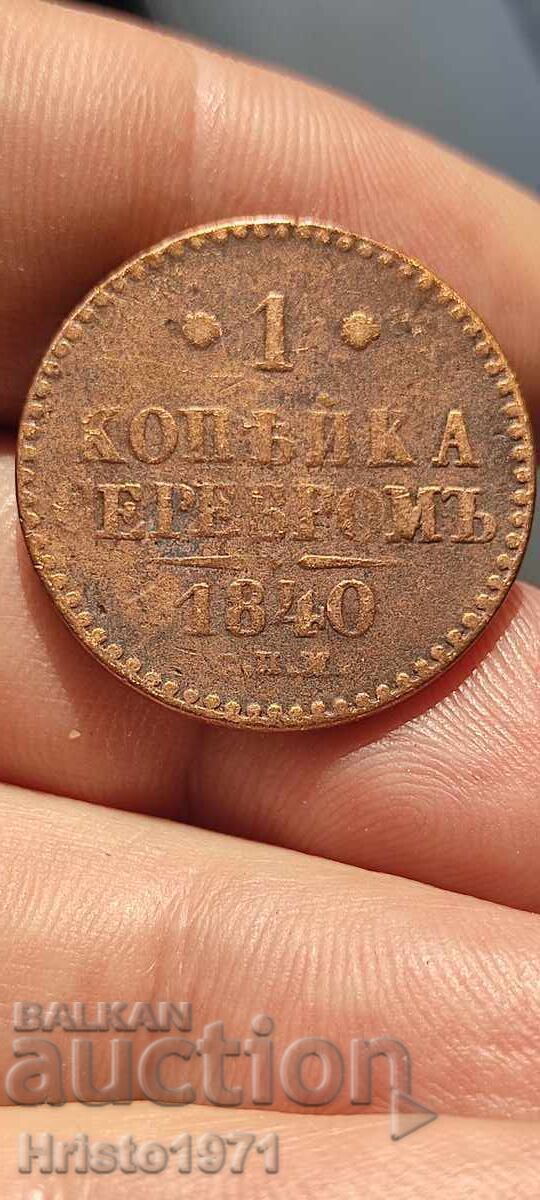 • 1 •
КОПѢЙКА
СЕРЕБРОМЪ
1840
BALKAN
auction
Hristo1971